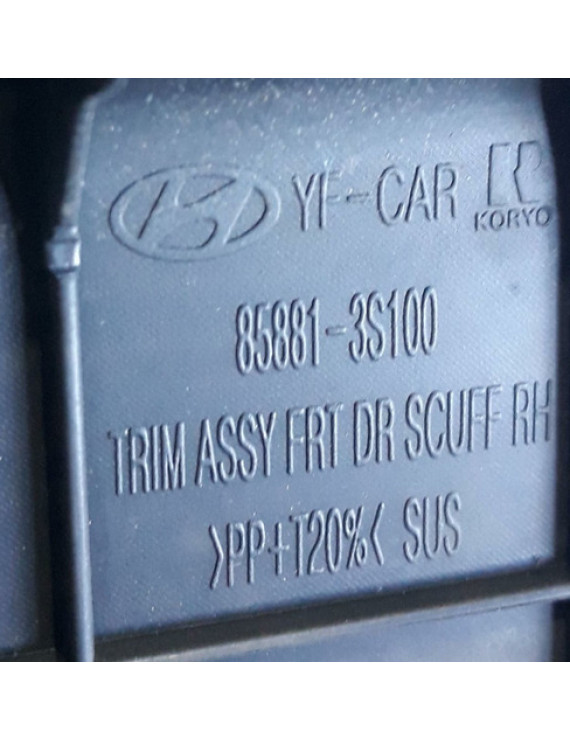 YF-CAR
KORYO
85881-3S100
TRIM ASSY FRT DR SCUFF RH
>PP+T20%< SUS